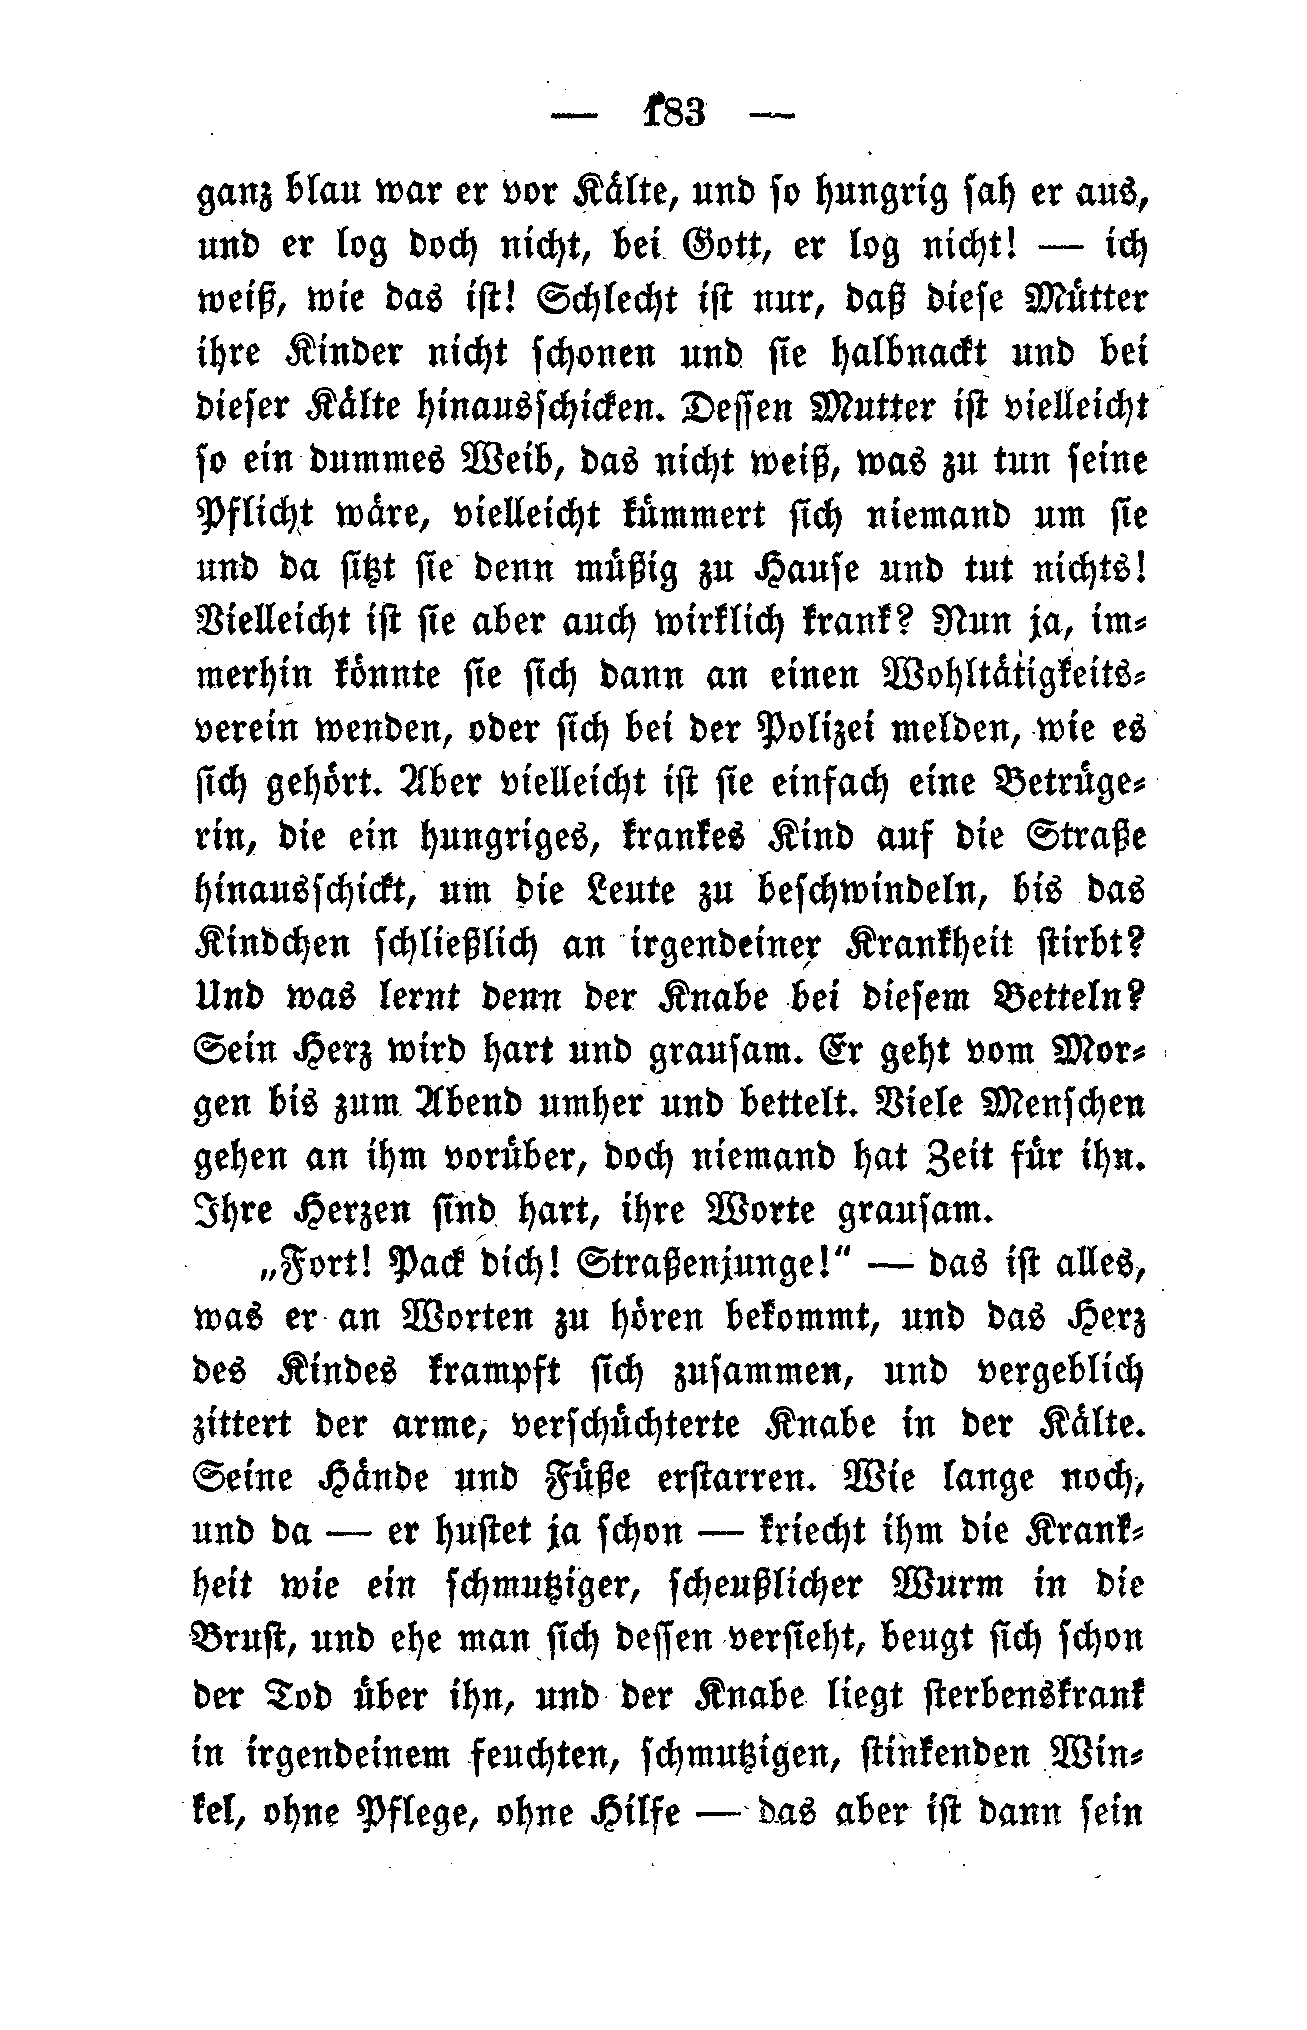 — 183 —
ganz blau war er vor Kälte, und so hungrig sah er aus,
und er log doch nicht, bei Gott, er log nicht! — ich
weiß, wie das ist! Schlecht ist nur, daß diese Mütter
ihre Kinder nicht schonen und sie halbnackt und bei
dieser Kälte hinausschicken. Dessen Mutter ist vielleicht
so ein dummes Weib, das nicht weiß, was zu tun seine
Pflicht wäre, vielleicht kümmert sich niemand um sie
und da sitzt sie denn müßig zu Hause und tut nichts!
Vielleicht ist sie aber auch wirklich krank? Nun ja, im-
merhin könnte sie sich dann an einen Wohltätigkeits-
verein wenden, oder sich bei der Polizei melden, wie es
sich gehört. Aber vielleicht ist sie einfach eine Betrüge-
rin, die ein hungriges, krankes Kind auf die Straße
hinausschickt, um die Leute zu beschwindeln, bis das
Kindchen schließlich an irgendeiner Krankheit stirbt?
Und was lernt denn der Knabe bei diesem Betteln?
Sein Herz wird hart und grausam. Er geht vom Mor-
gen bis zum Abend umher und bettelt. Viele Menschen
gehen an ihm vorüber, doch niemand hat Zeit für ihn.
Ihre Herzen sind hart, ihre Worte grausam.
„Fort! Pack dich! Straßenjunge!“ — das ist alles,
was er an Worten zu hören bekommt, und das Herz
des Kindes krampft sich zusammen, und vergeblich
zittert der arme, verschüchterte Knabe in der Kälte.
Seine Hände und Füße erstarren. Wie lange noch,
und da — er hustet ja schon — kriecht ihm die Krank-
heit wie ein schmutziger, scheußlicher Wurm in die
Brust, und ehe man sich dessen versieht, beugt sich schon
der Tod über ihn, und der Knabe liegt sterbenskrank
in irgendeinem feuchten, schmutzigen, stinkenden Win-
kel, ohne Pflege, ohne Hilfe — das aber ist dann sein